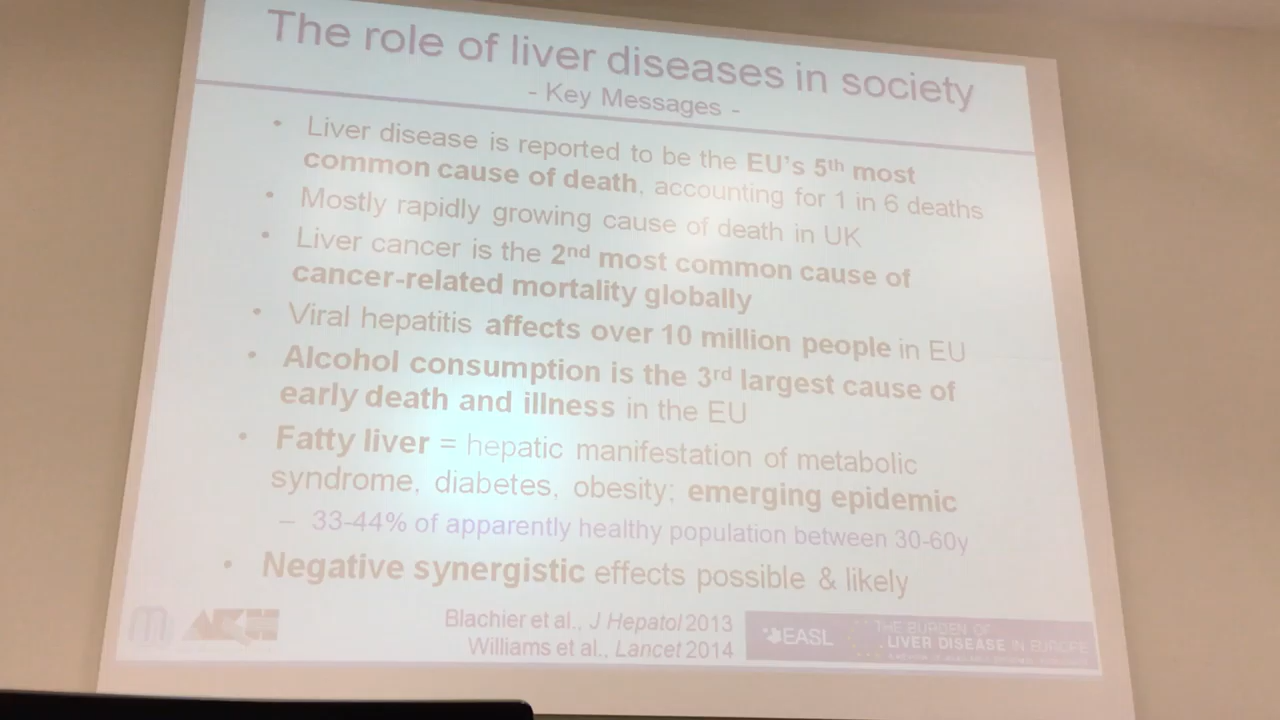 The role of liver diseases in society
- Key Messages -
• Liver disease is reported to be the EU's 5th most
common cause of death, accounting for 1 in 6 deaths
• Mostly rapidly growing cause of death in UK
• Liver cancer is the 2nd most common cause of
cancer-related mortality globally
• Viral hepatitis affects over 10 million people in EU
• Alcohol consumption is the 3rd largest cause of
early death and illness in the EU
• Fatty liver = hepatic manifestation of metabolic
syndrome, diabetes, obesity; emerging epidemic
– 33-44% of apparently healthy population between 30-60y
• Negative synergistic effects possible & likely
AKH
Blachier et al., J Hepatol 2013
Williams et al., Lancet 2014
EASL
THE BURDEN OF
LIVER DISEASE IN EUROPE